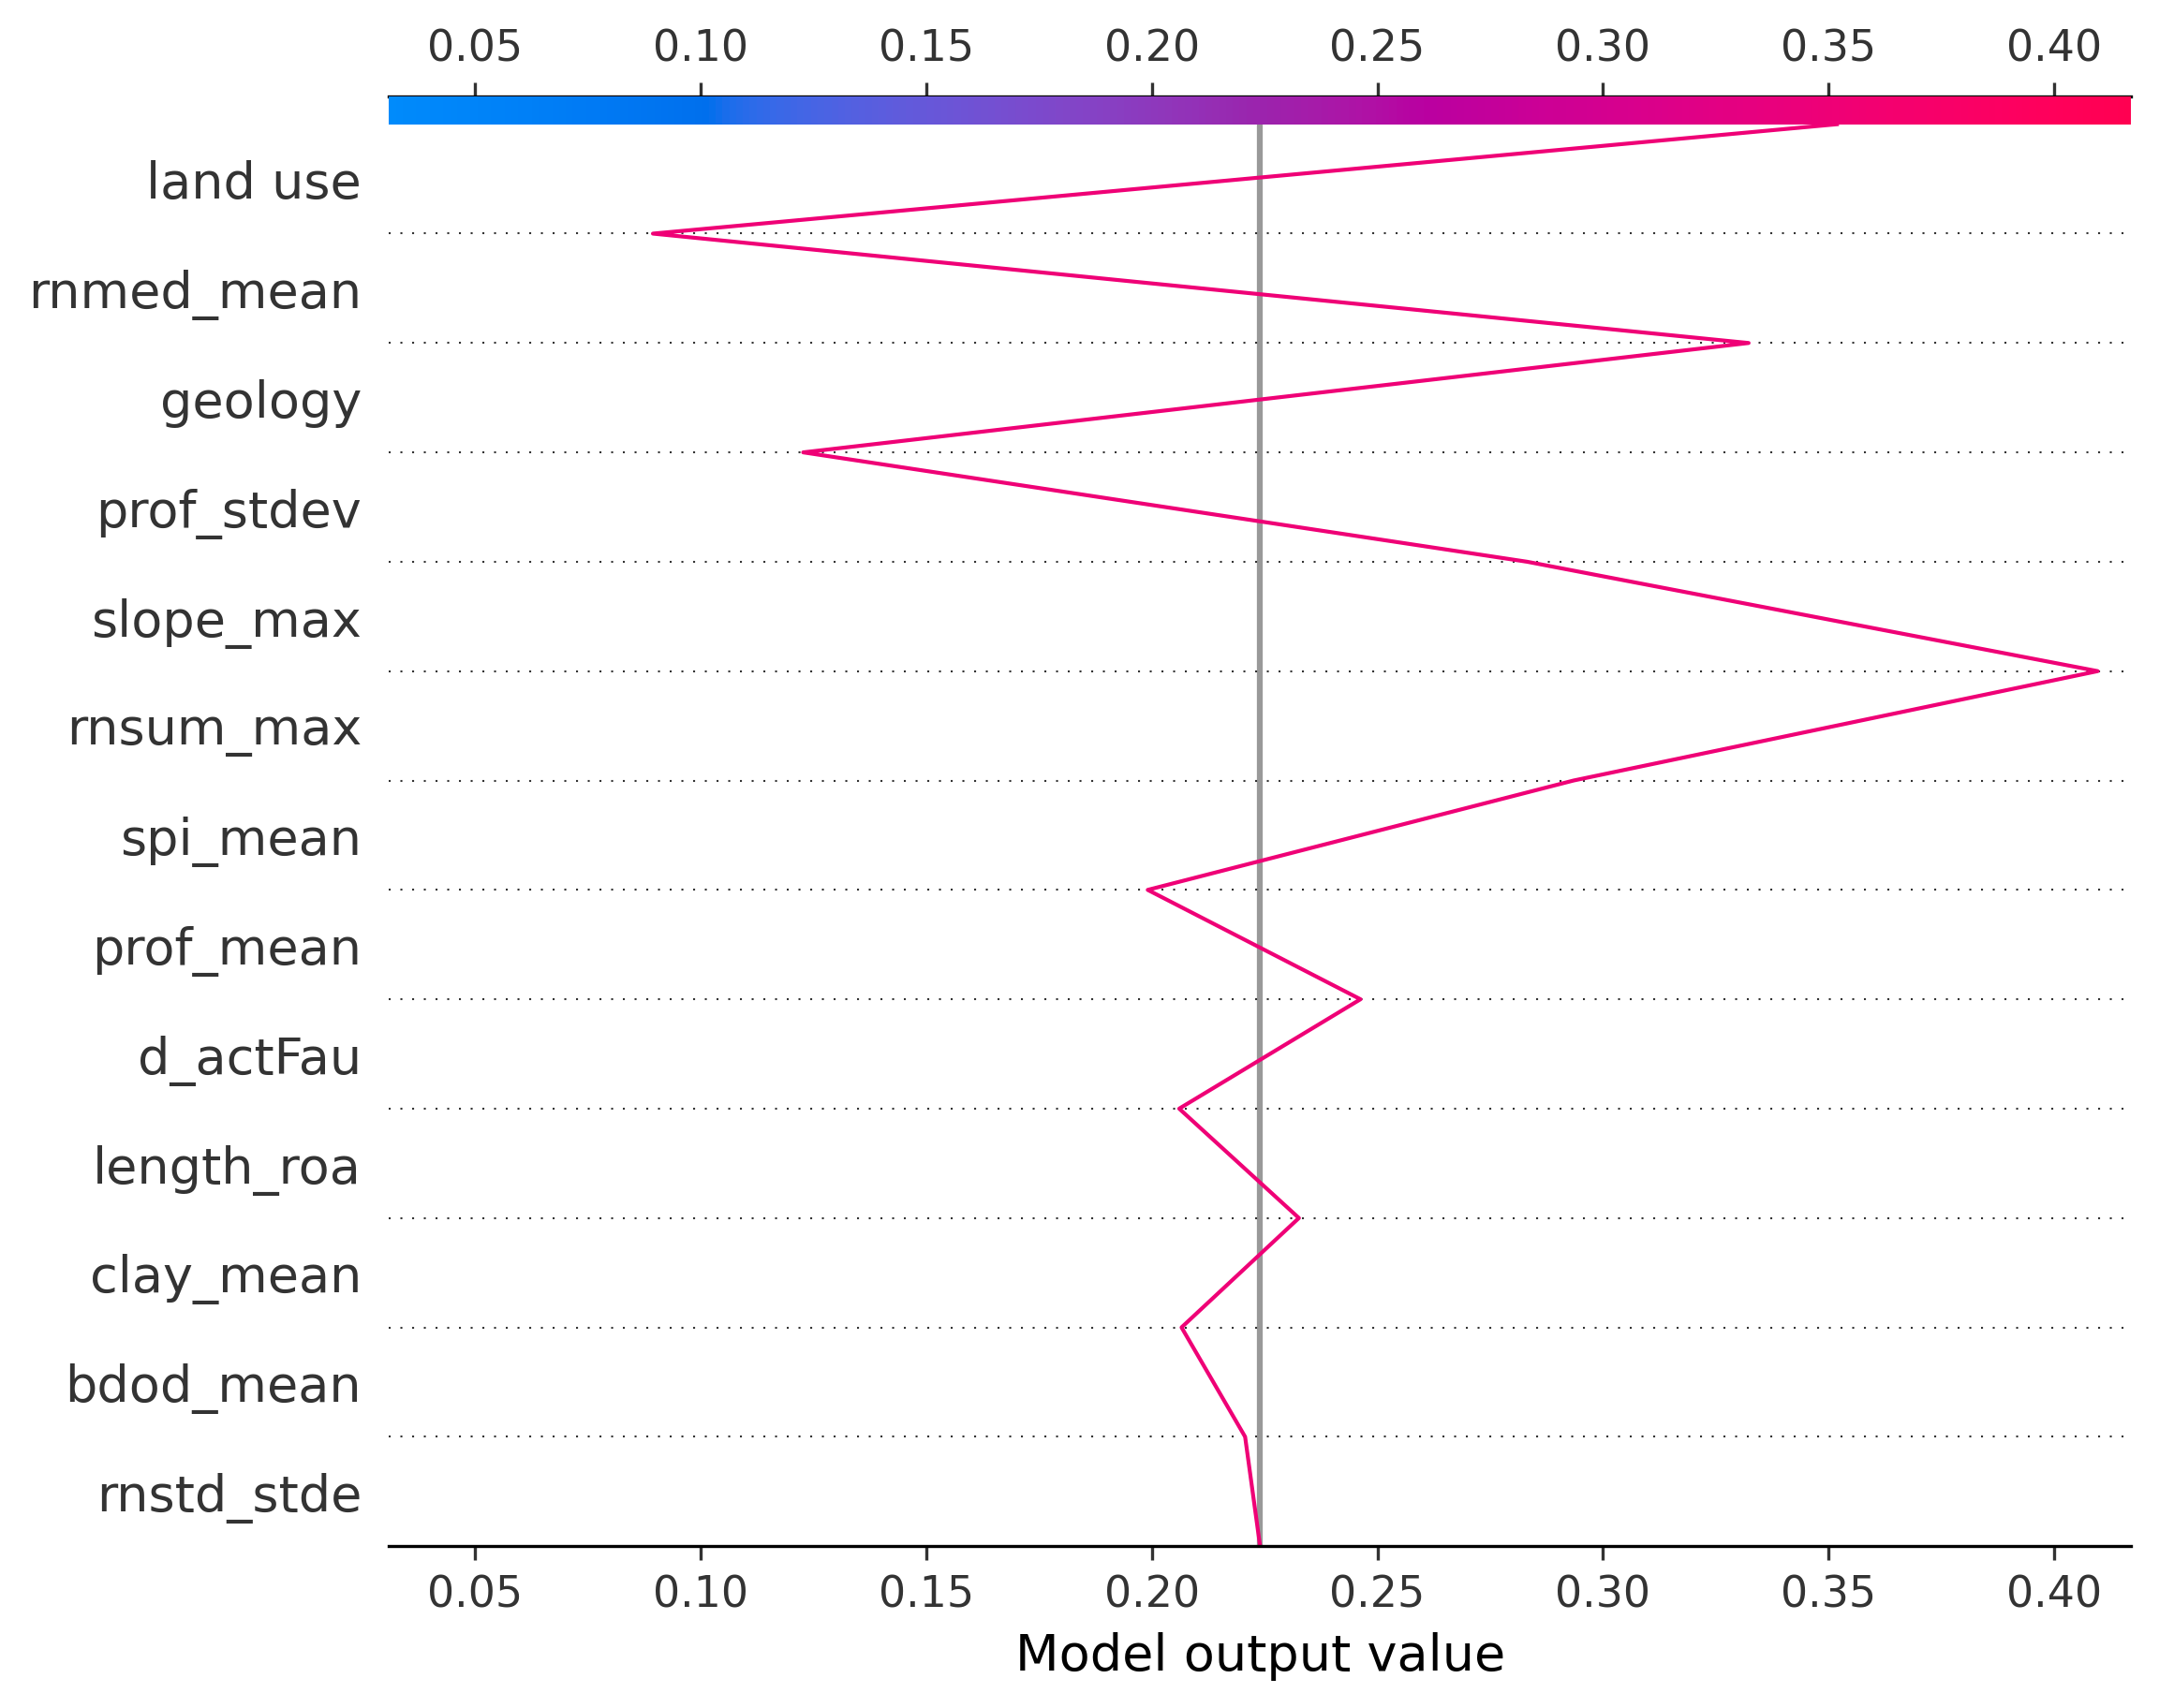 0.05 0.10 0.15 0.20 0.25 0.30 0.35 0.40
land use
rnmed_mean
geology
prof_stdev
slope_max
rnsum_max
spi_mean
prof_mean
d_actFau
length_roa
clay_mean
bdod_mean
rnstd_stde
0.05 0.10 0.15 0.20 0.25 0.30 0.35 0.40
Model output value